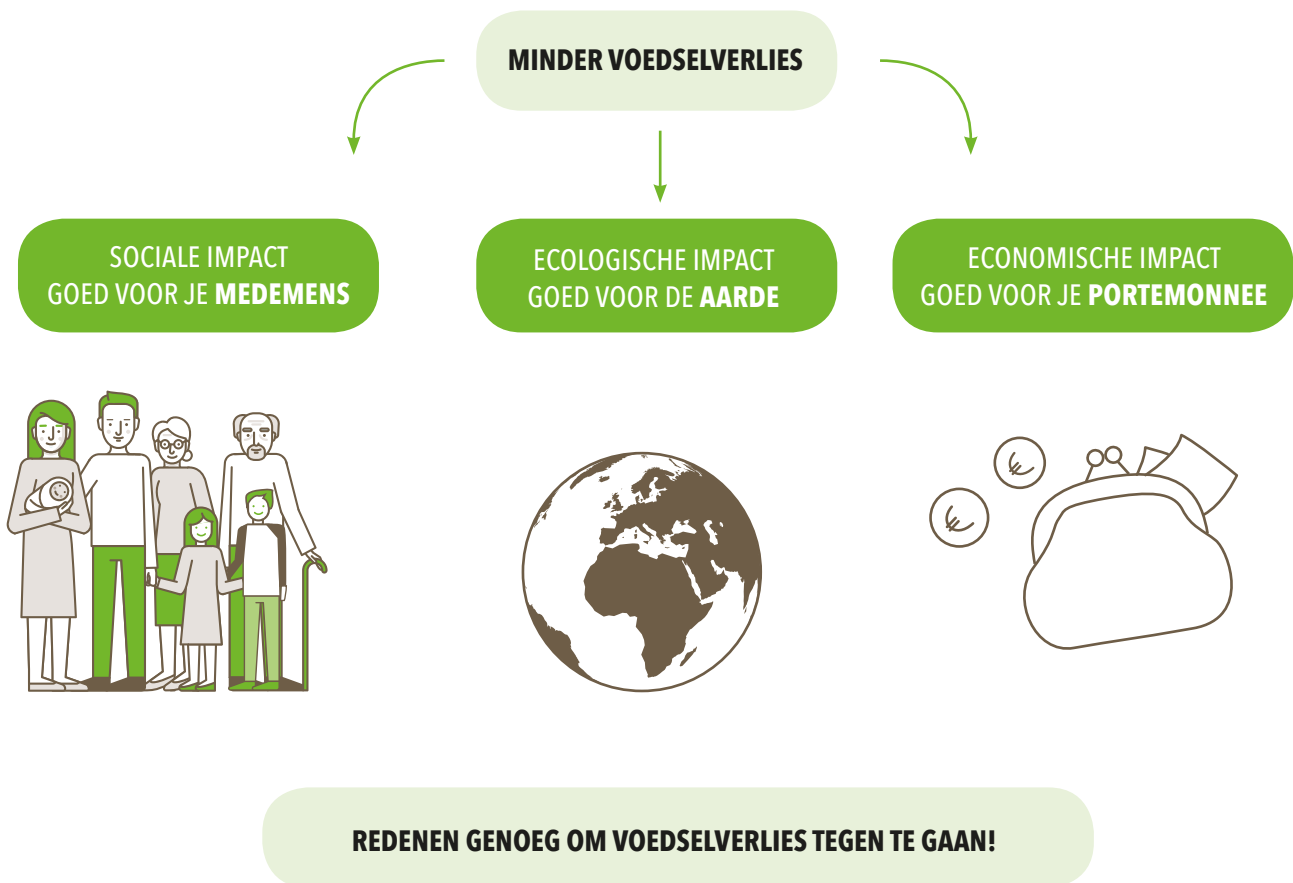 MINDER VOEDSELVERLIES
SOCIALE IMPACT
GOED VOOR JE MEDEMENS
ECOLOGISCHE IMPACT
GOED VOOR DE AARDE
ECONOMISCHE IMPACT
GOED VOOR JE PORTEMONNEE
€
€
REDENEN GENOEG OM VOEDSELVERLIES TEGEN TE GAAN!